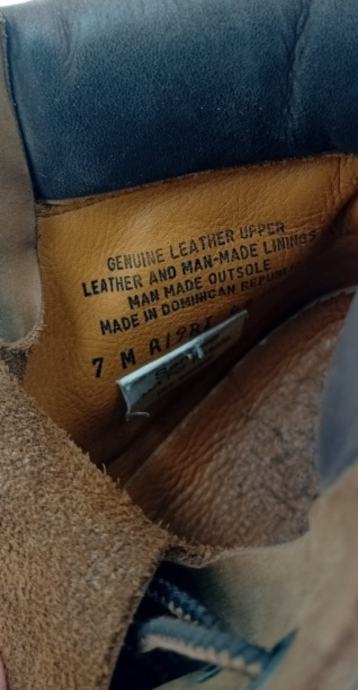 GENUINE LEATHER UPPER
LEATHER AND MAN-MADE LININGS
MAN MADE OUTSOLE
MADE IN DOMINICAN REPUBLIC
7 M